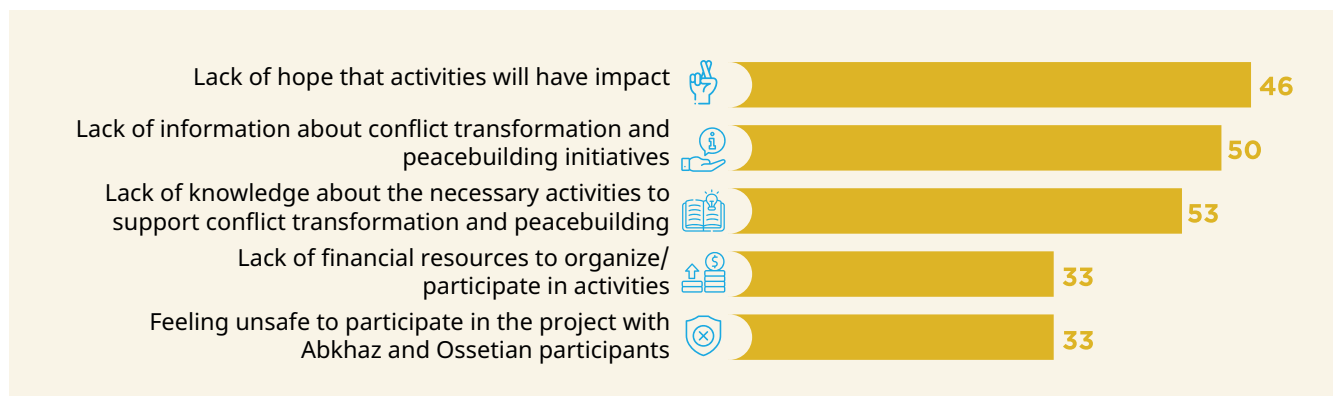 Lack of hope that activities will have impact
46
Lack of information about conflict transformation and
peacebuilding initiatives
50
Lack of knowledge about the necessary activities to
support conflict transformation and peacebuilding
53
Lack of financial resources to organize/
participate in activities
33
Feeling unsafe to participate in the project with
Abkhaz and Ossetian participants
33